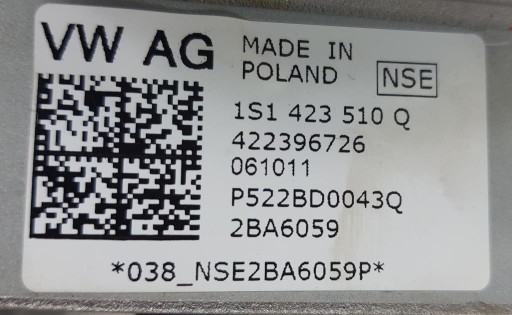 VW AG
MADE IN
POLAND
NSE
1S1 423 510 Q
422396726
061011
P522BD0043Q
2BA6059
*038_NSE2BA6059P*